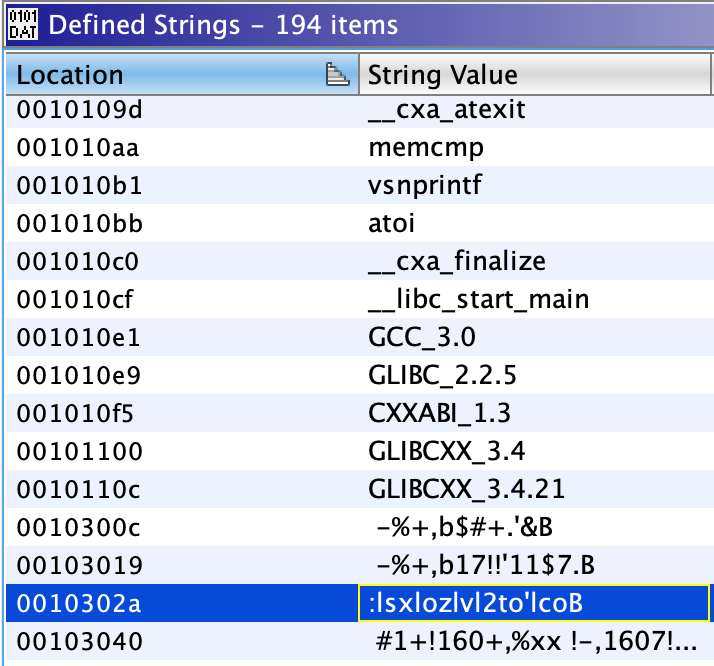 0101
DAT
Defined Strings – 194 items
Location String Value
0010109d __cxa_atexit
001010aa memcmp
001010b1 vsnprintf
001010bb atoi
001010c0 __cxa_finalize
001010cf __libc_start_main
001010e1 GCC_3.0
001010e9 GLIBC_2.2.5
001010f5 CXXABI_1.3
00101100 GLIBCXX_3.4
0010110c GLIBCXX_3.4.21
0010300c -%+,b$#+.'&B
00103019 -%+,b17!!'11$7.B
0010302a :lsxlozlvl2to'lcoB
00103040 #1+!160+,%xx !-,1607!...